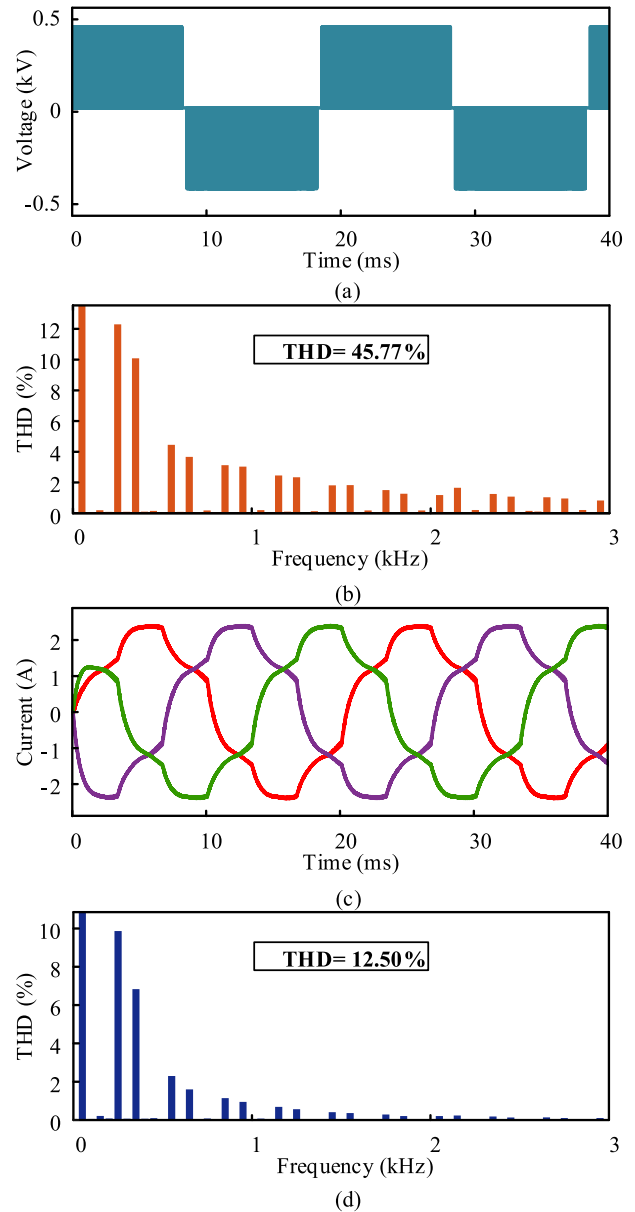 0.5
0
-0.5
Voltage (kV)
0 10 20 30 40
Time (ms)
(a)
12
10
8
6
4
2
0
THD (%)
THD= 45.77%
1 2 3
Frequency (kHz)
(b)
2
1
0
-1
-2
Current (A)
0 10 20 30 40
Time (ms)
(c)
10
8
6
4
2
0
THD (%)
THD= 12.50%
0 1 2 3
Frequency (kHz)
(d)